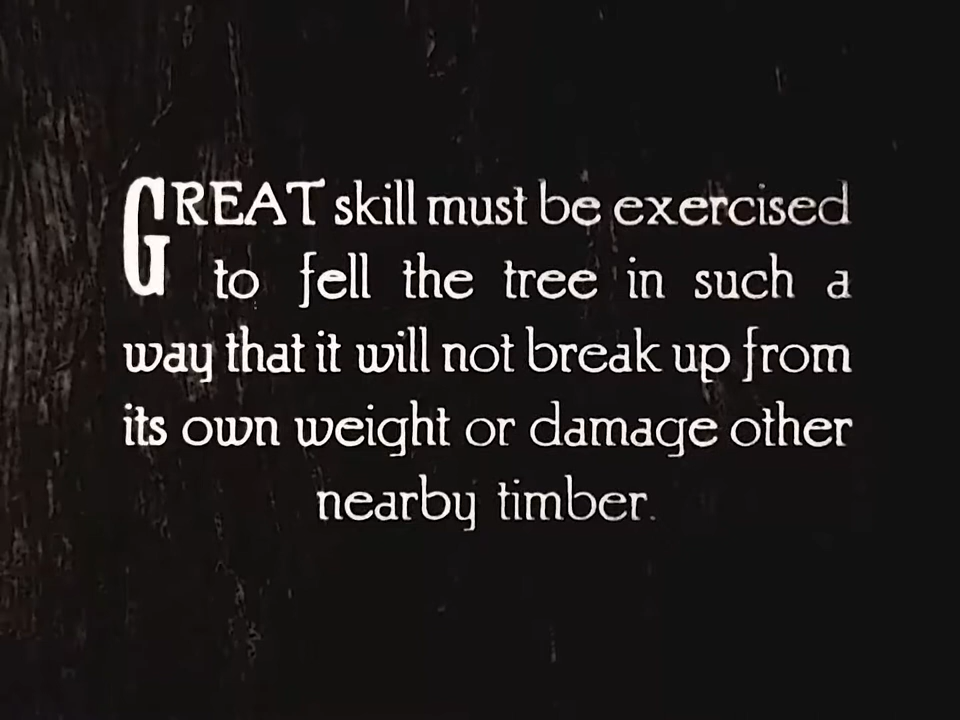 GREAT skill must be exercised
to fell the tree in such a
way that it will not break up from
its own weight or damage other
nearby timber.